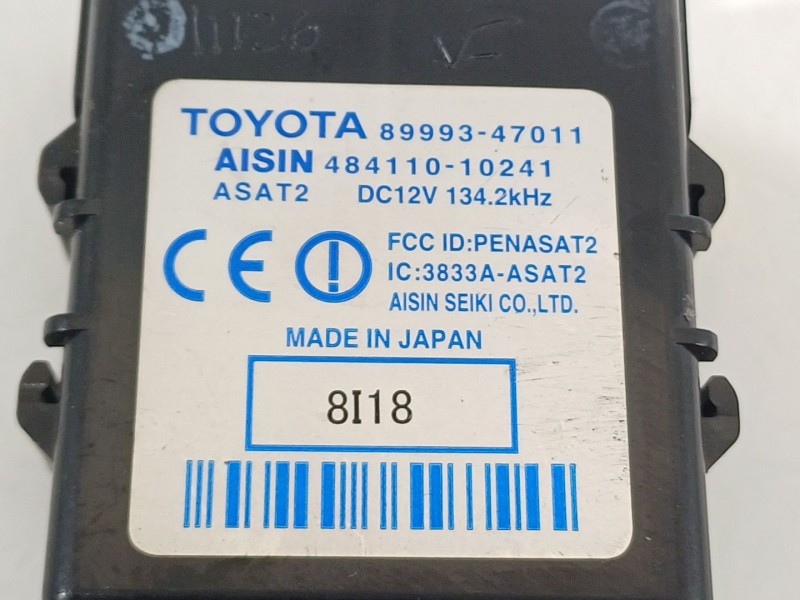 11126
TOYOTA 89993-47011
AISIN 484110-10241
ASAT2 DC12V 134.2kHz
CE
FCC ID:PENASAT2
IC:3833A-ASAT2
AISIN SEIKI CO.,LTD.
MADE IN JAPAN
8I18